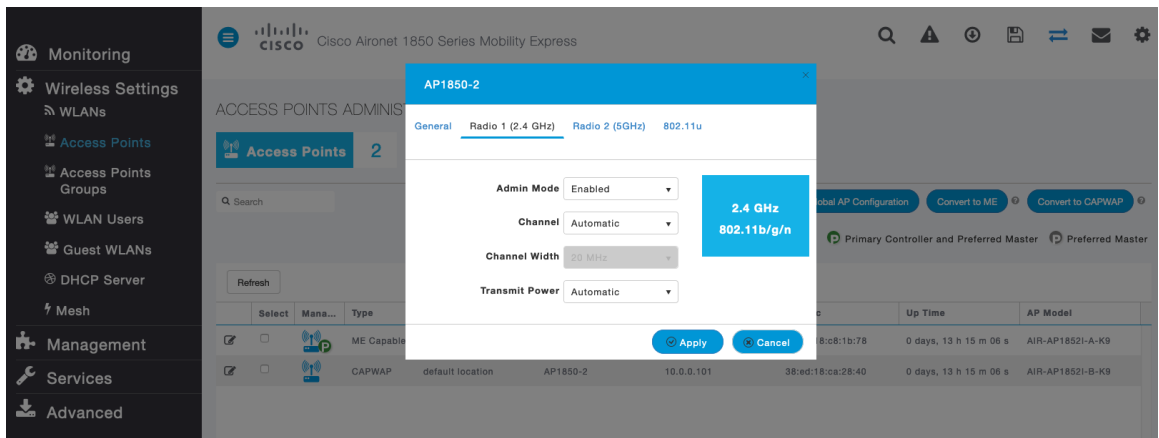 Monitoring
Wireless Settings
WLANs
Access Points
Access Points
Groups
WLAN Users
Guest WLANs
DHCP Server
Mesh
Management
Services
Advanced
CISCO Cisco Aironet 1850 Series Mobility Express
ACCESS POINTS ADMINIS
Access Points 2
Search
Global AP Configuration Convert to ME Convert to CAPWAP
P Primary Controller and Preferred Master P Preferred Master
Refresh
Select Mana... Type Up Time AP Model
P ME Capable 8:c8:1b:78 0 days, 13 h 15 m 06 s AIR-AP1852I-A-K9
CAPWAP default location AP1850-2 10.0.0.101 38:ed:18:ca:28:40 0 days, 13 h 15 m 06 s AIR-AP1852I-B-K9
AP1850-2
General Radio 1 (2.4 GHz) Radio 2 (5GHz) 802.11u
Admin Mode Enabled
Channel Automatic
Channel Width 20 MHz
Transmit Power Automatic
2.4 GHz
802.11b/g/n
Apply Cancel